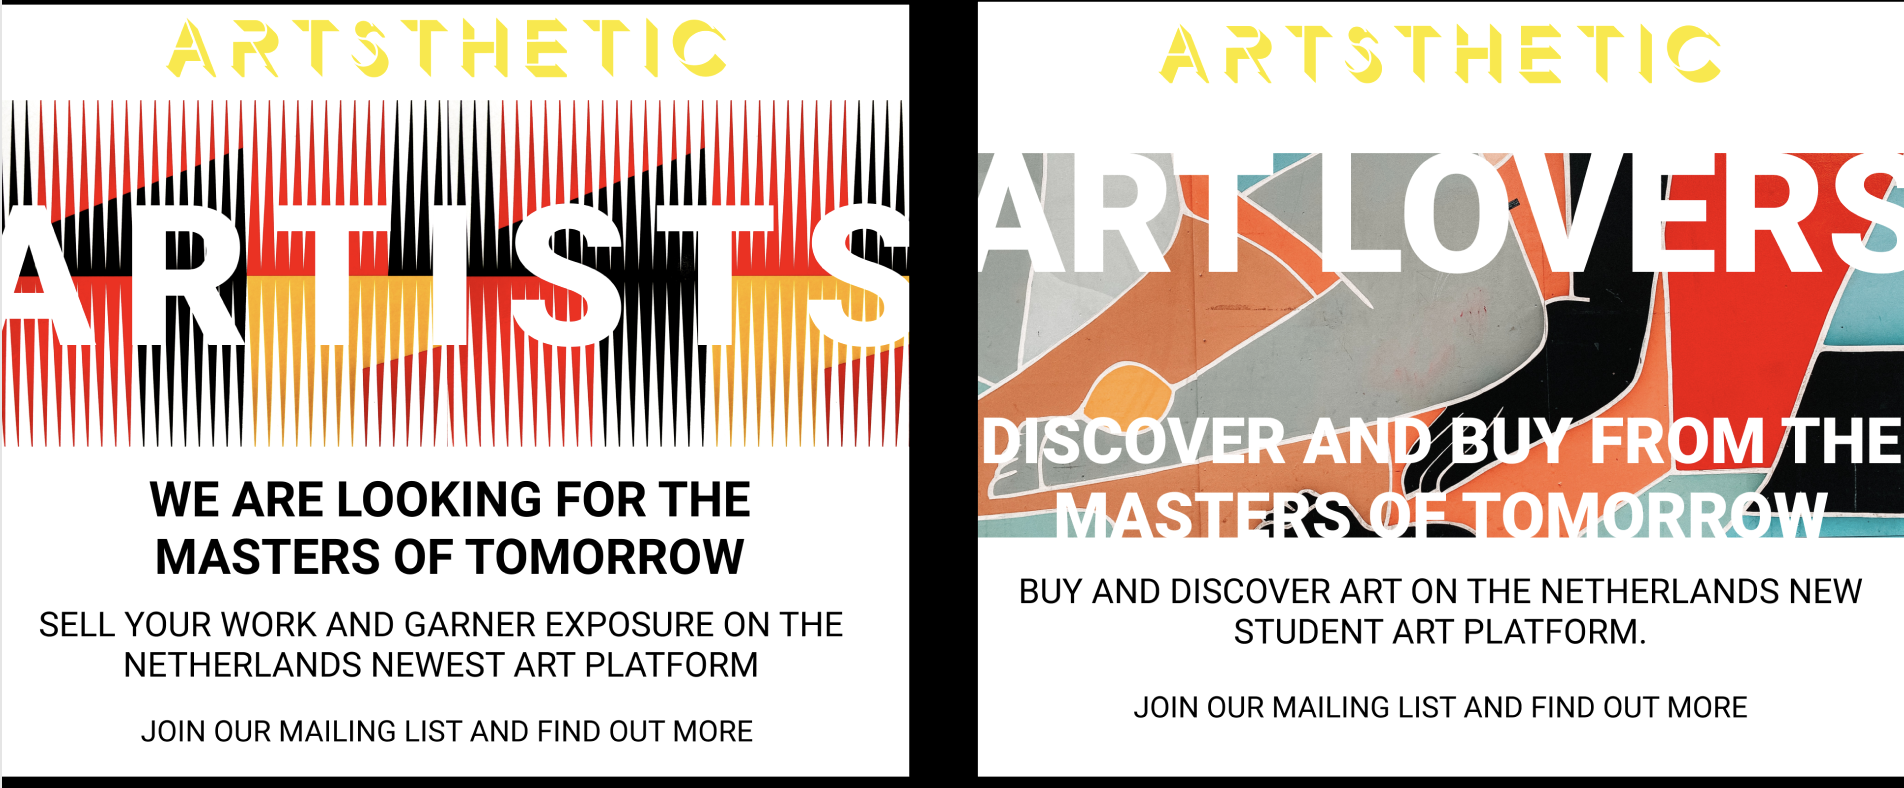 ARTSTHETIC
ARTISTS
WE ARE LOOKING FOR THE
MASTERS OF TOMORROW
SELL YOUR WORK AND GARNER EXPOSURE ON THE
NETHERLANDS NEWEST ART PLATFORM
JOIN OUR MAILING LIST AND FIND OUT MORE
ARTSTHETIC
ART LOVERS
DISCOVER AND BUY FROM THE
MASTERS OF TOMORROW
BUY AND DISCOVER ART ON THE NETHERLANDS NEW
STUDENT ART PLATFORM.
JOIN OUR MAILING LIST AND FIND OUT MORE